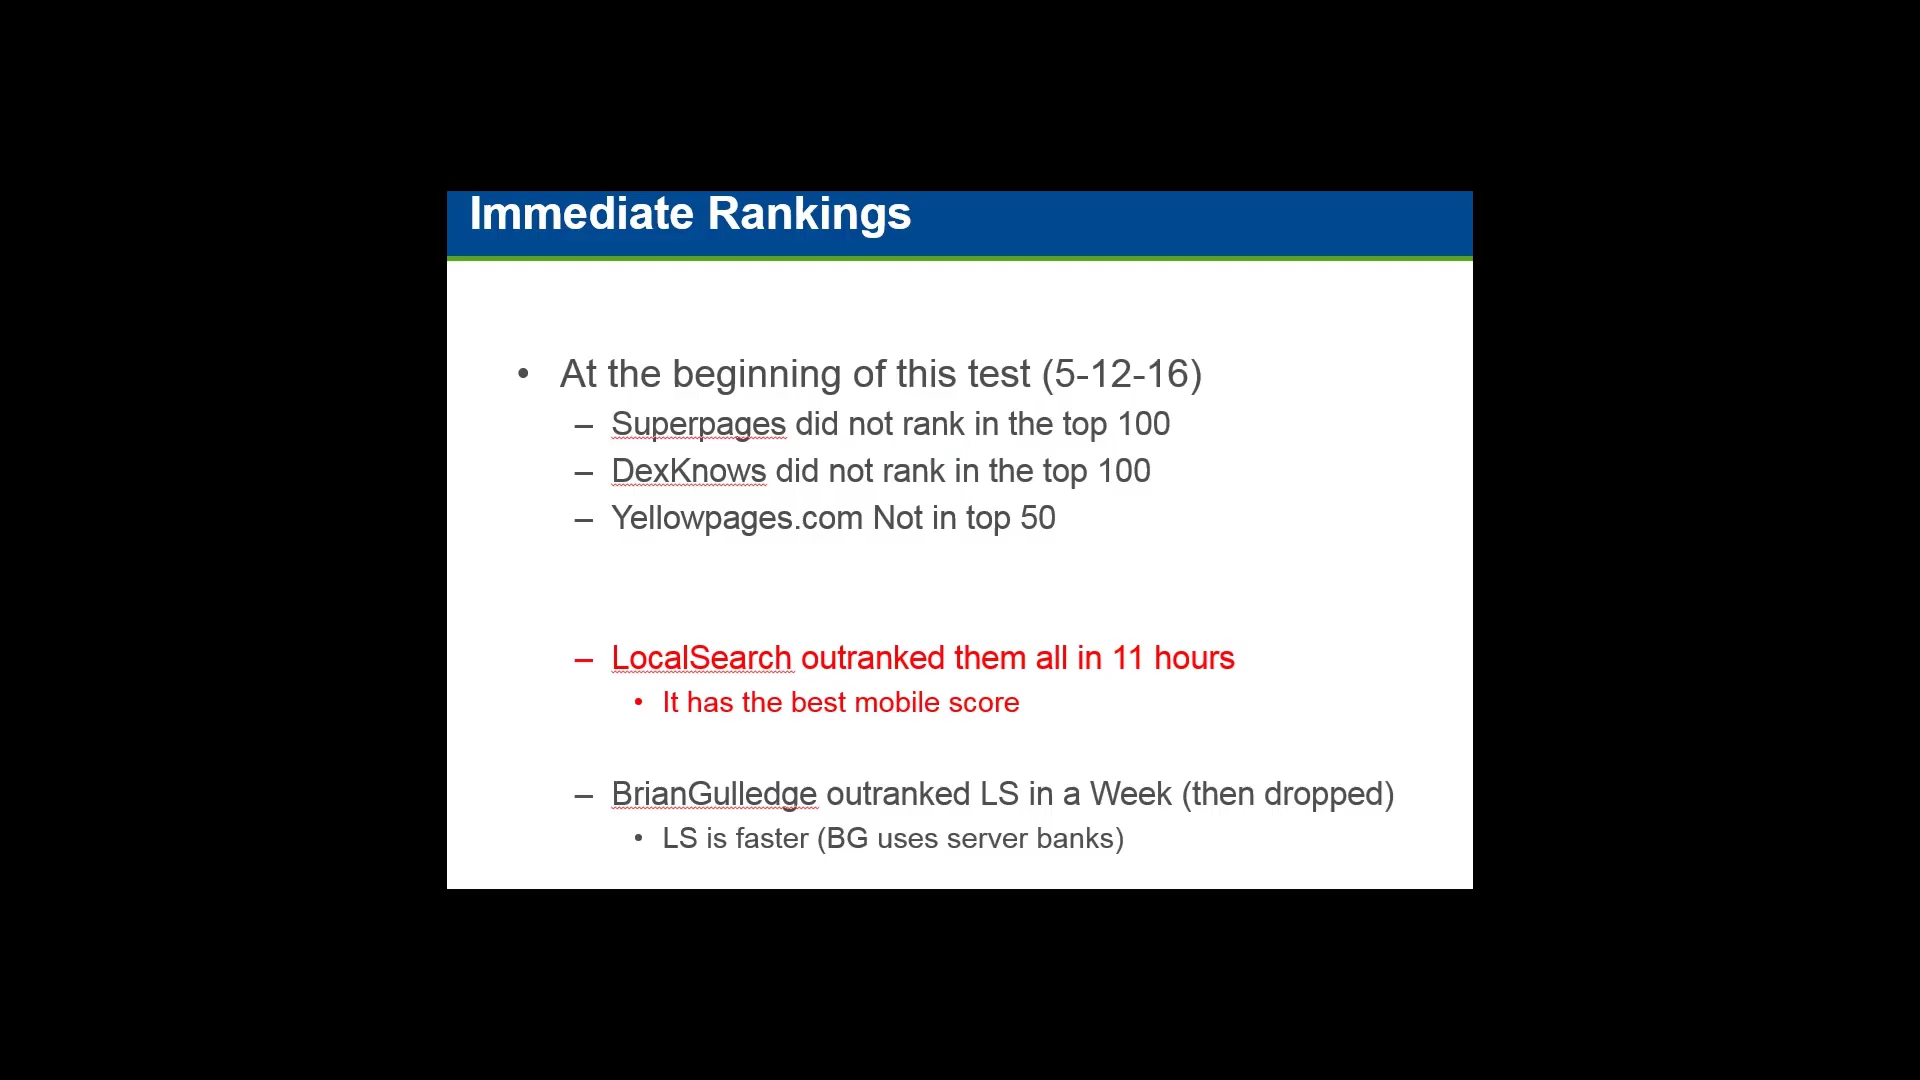 Immediate Rankings
• At the beginning of this test (5-12-16)
– Superpages did not rank in the top 100
– DexKnows did not rank in the top 100
– Yellowpages.com Not in top 50
– LocalSearch outranked them all in 11 hours
• It has the best mobile score
– BrianGulledge outranked LS in a Week (then dropped)
• LS is faster (BG uses server banks)